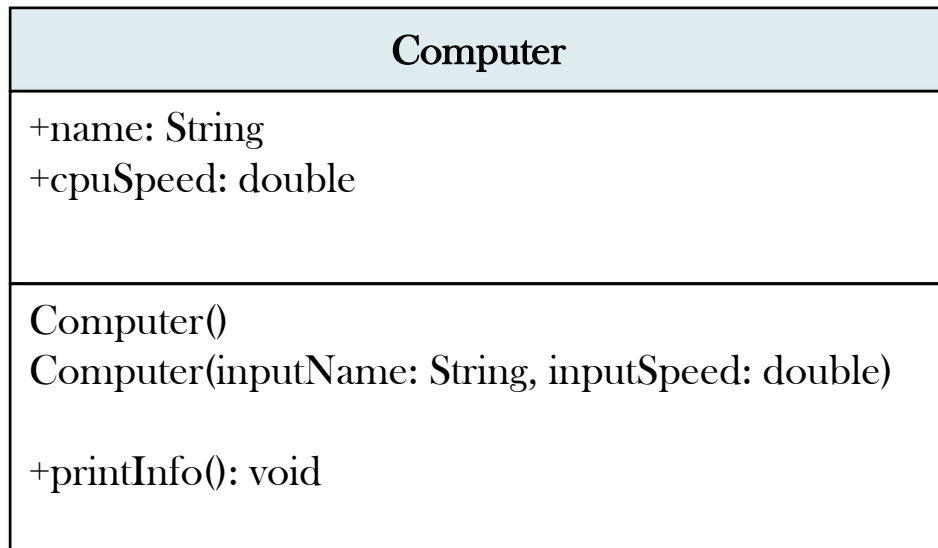 Computer
+name: String
+cpuSpeed: double
Computer()
Computer(inputName: String, inputSpeed: double)
+printInfo(): void